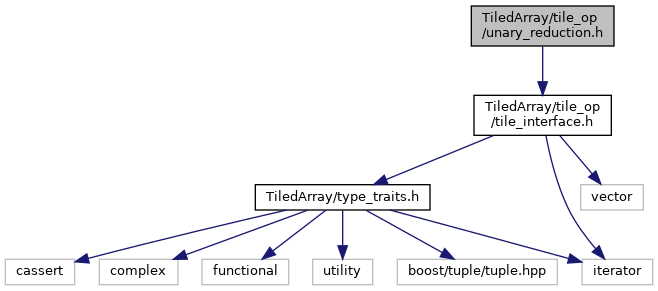 TiledArray/tile_op
/unary_reduction.h
TiledArray/tile_op
/tile_interface.h
TiledArray/type_traits.h
vector
cassert
complex
functional
utility
boost/tuple/tuple.hpp
iterator